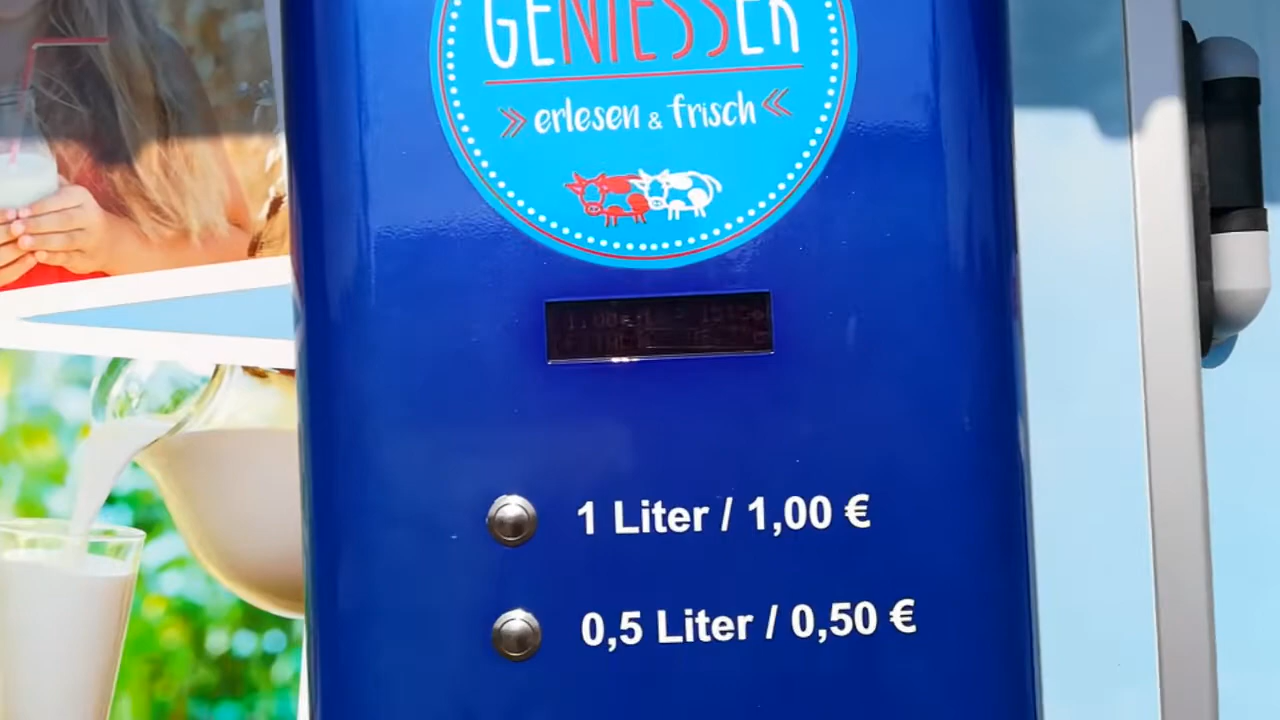 GENIESSER
» erlesen & frisch «
1 Liter / 1,00 €
0,5 Liter / 0,50 €